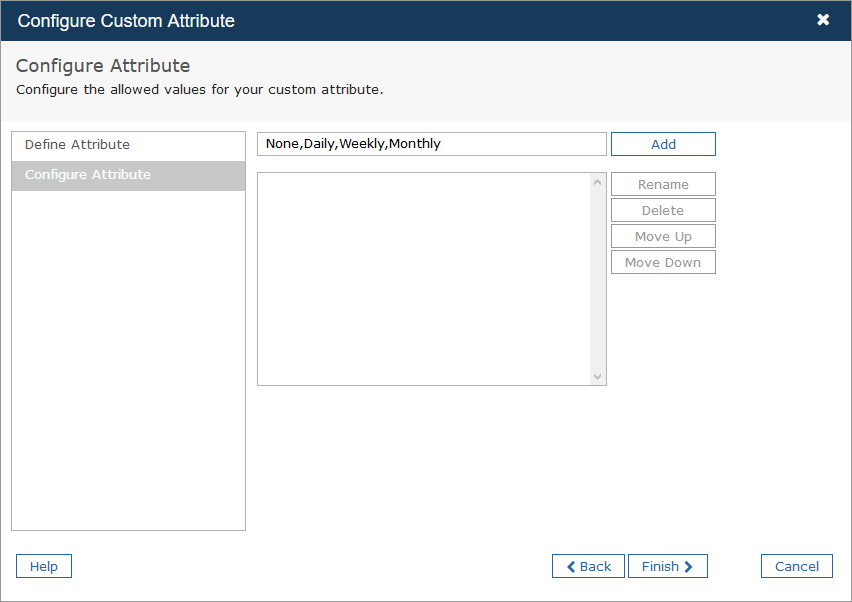 Configure Custom Attribute
Configure Attribute
Configure the allowed values for your custom attribute.
Define Attribute
Configure Attribute
None,Daily,Weekly,Monthly
Add
Rename
Delete
Move Up
Move Down
Help
Back
Finish
Cancel